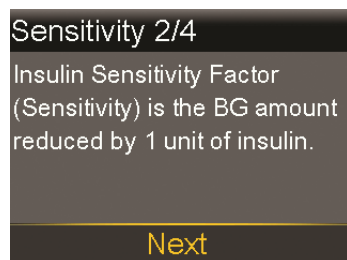 Sensitivity 2/4
Insulin Sensitivity Factor
(Sensitivity) is the BG amount
reduced by 1 unit of insulin.
Next